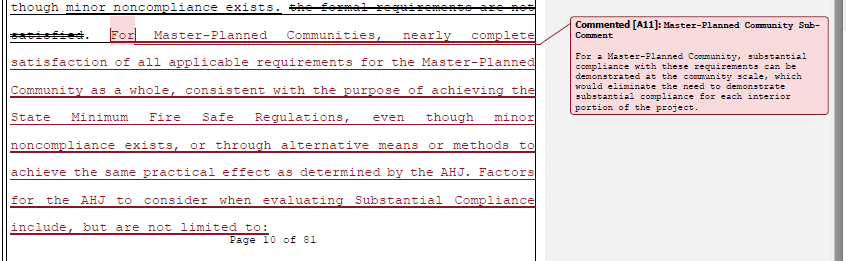 though minor noncompliance exists. the formal requirements are not
satisfied. For Master-Planned Communities, nearly complete
satisfaction of all applicable requirements for the Master-Planned
Community as a whole, consistent with the purpose of achieving the
State Minimum Fire Safe Regulations, even though minor
noncompliance exists, or through alternative means or methods to
achieve the same practical effect as determined by the AHJ. Factors
for the AHJ to consider when evaluating Substantial Compliance
include, but are not limited to:
Page 10 of 81
Commented [A11]: Master-Planned Community Sub-
Comment
For a Master-Planned Community, substantial
compliance with these requirements can be
demonstrated at the community scale, which
would eliminate the need to demonstrate
substantial compliance for each interior
portion of the project.